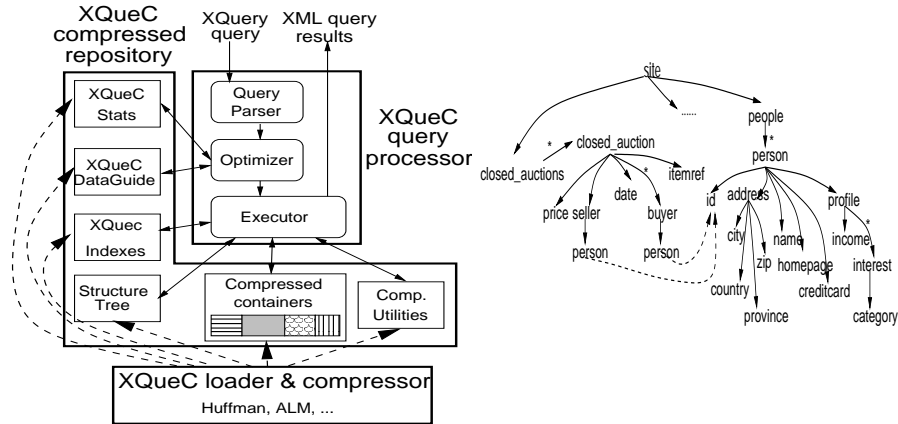 XQueC
compressed
repository
XQuery
query
XML query
results
XQueC
Stats
XQueC
DataGuide
XQuec
Indexes
Structure
Tree
Query
Parser
Optimizer
Executor
XQueC
query
processor
Compressed
containers
Comp.
Utilities
XQueC loader & compressor
Huffman, ALM, ...
site
......
people
*
closed_auctions
*
closed_auction
person
price
seller
date
*
buyer
itemref
person
person
id
address
profile
city
zip
country
province
name
homepage
creditcard
income
*
interest
category